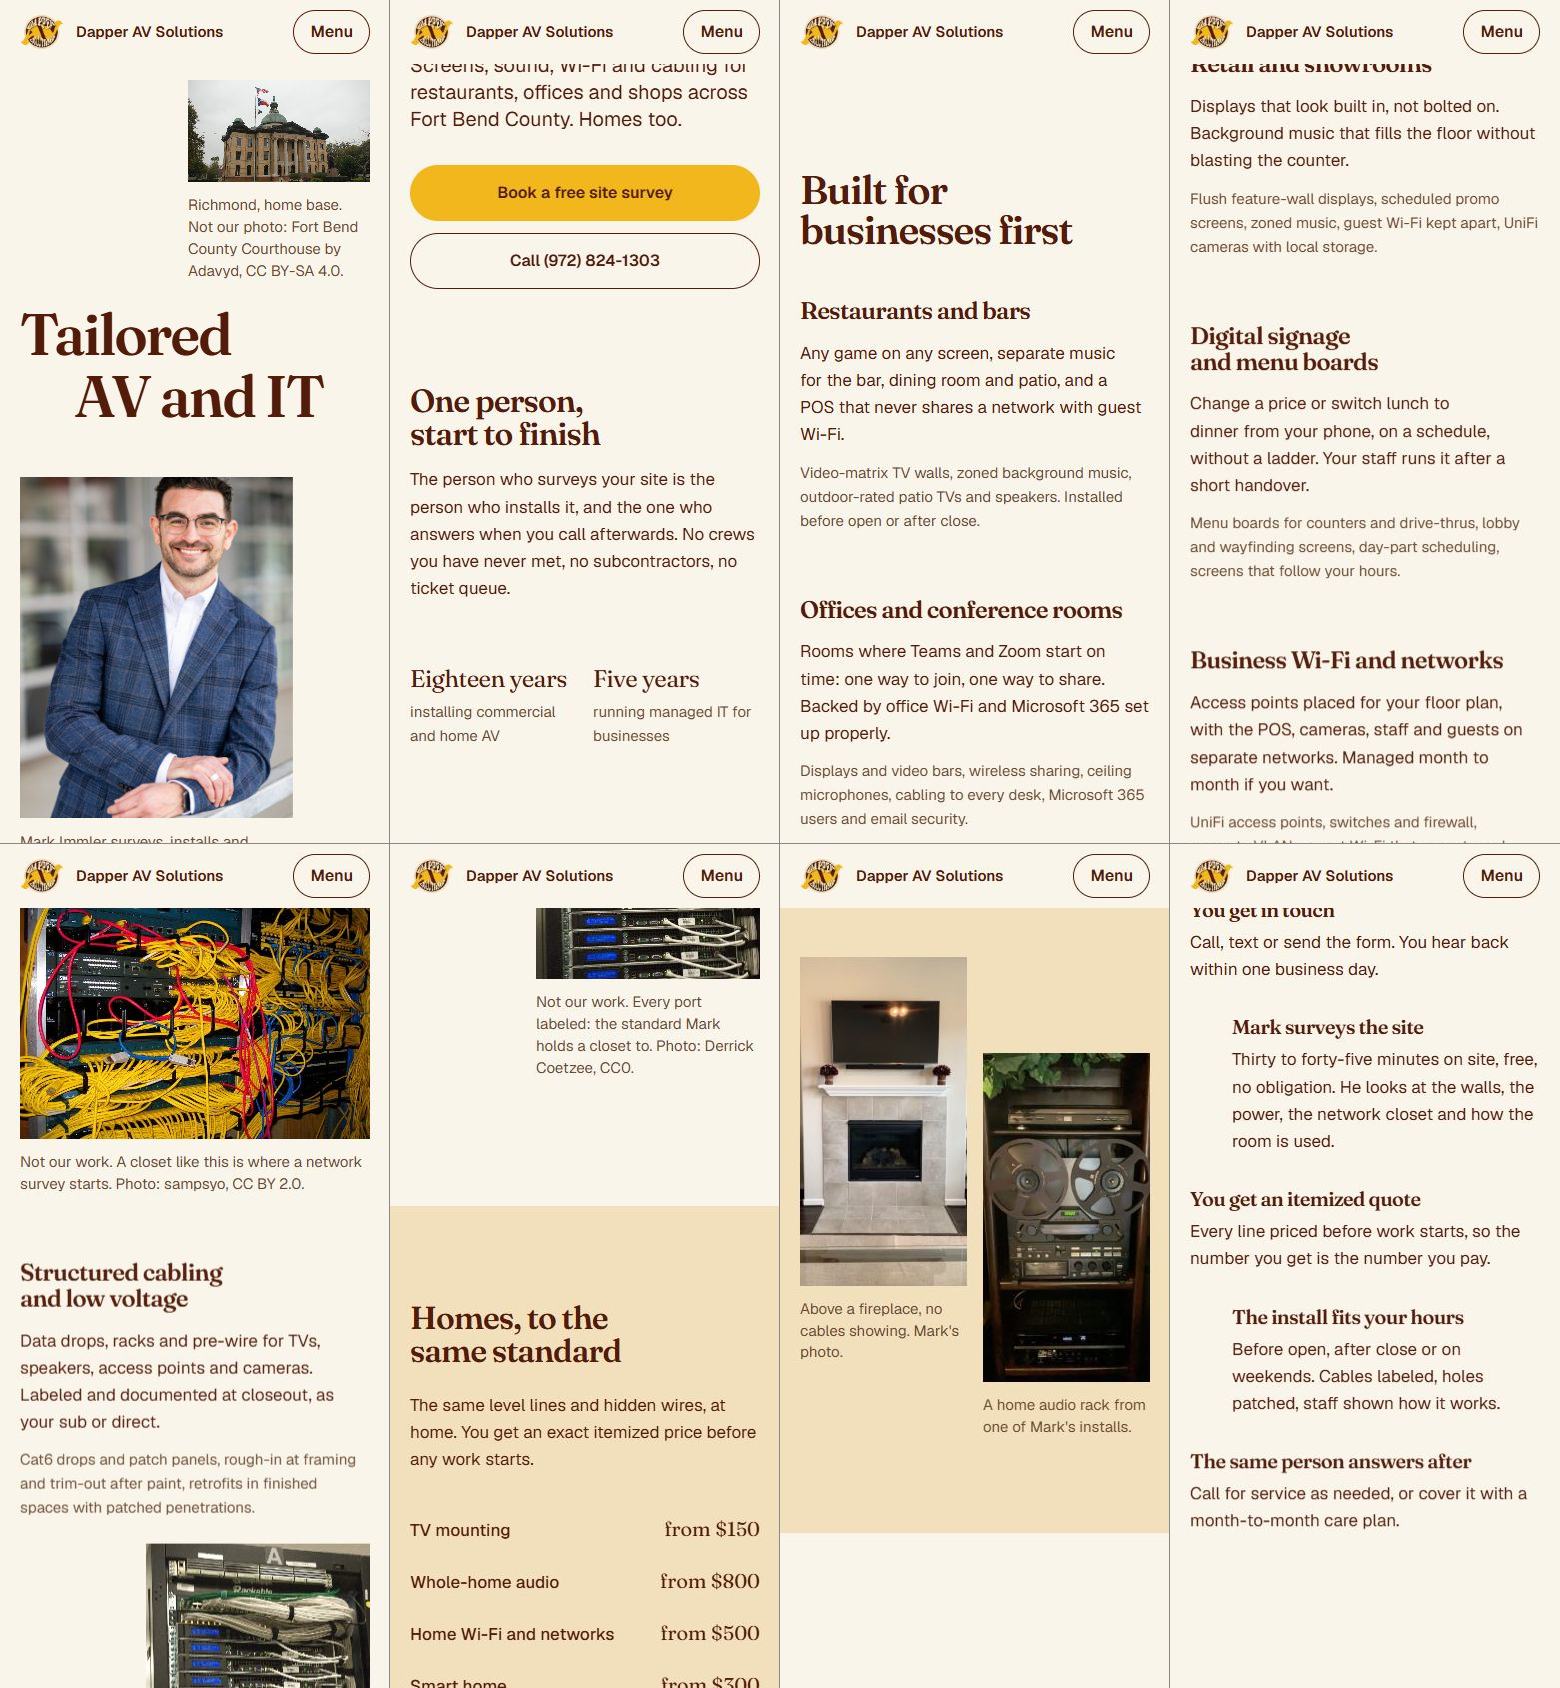 Dapper AV Solutions
Menu
Richmond, home base.
Not our photo: Fort Bend
County Courthouse by
Adavyd, CC BY-SA 4.0.
Tailored
AV and IT
Mark Immler surveys, installs and
Dapper AV Solutions
Menu
Screens, sound, Wi-Fi and cabling for
restaurants, offices and shops across
Fort Bend County. Homes too.
Book a free site survey
Call (972) 824-1303
One person,
start to finish
The person who surveys your site is the
person who installs it, and the one who
answers when you call afterwards. No crews
you have never met, no subcontractors, no
ticket queue.
Eighteen years
installing commercial
and home AV
Five years
running managed IT for
businesses
Dapper AV Solutions
Menu
Built for
businesses first
Restaurants and bars
Any game on any screen, separate music
for the bar, dining room and patio, and a
POS that never shares a network with guest
Wi-Fi.
Video-matrix TV walls, zoned background music,
outdoor-rated patio TVs and speakers. Installed
before open or after close.
Offices and conference rooms
Rooms where Teams and Zoom start on
time: one way to join, one way to share.
Backed by office Wi-Fi and Microsoft 365 set
up properly.
Displays and video bars, wireless sharing, ceiling
microphones, cabling to every desk, Microsoft 365
users and email security.
Dapper AV Solutions
Menu
Retail and showrooms
Displays that look built in, not bolted on.
Background music that fills the floor without
blasting the counter.
Flush feature-wall displays, scheduled promo
screens, zoned music, guest Wi-Fi kept apart, UniFi
cameras with local storage.
Digital signage
and menu boards
Change a price or switch lunch to
dinner from your phone, on a schedule,
without a ladder. Your staff runs it after a
short handover.
Menu boards for counters and drive-thrus, lobby
and wayfinding screens, day-part scheduling,
screens that follow your hours.
Business Wi-Fi and networks
Access points placed for your floor plan,
with the POS, cameras, staff and guests on
separate networks. Managed month to
month if you want.
UniFi access points, switches and firewall,
Dapper AV Solutions
Menu
Not our work. A closet like this is where a network
survey starts. Photo: sampsyo, CC BY 2.0.
Structured cabling
and low voltage
Data drops, racks and pre-wire for TVs,
speakers, access points and cameras.
Labeled and documented at closeout, as
your sub or direct.
Cat6 drops and patch panels, rough-in at framing
and trim-out after paint, retrofits in finished
spaces with patched penetrations.
A
Rackable
Dapper AV Solutions
Menu
Not our work. Every port
labeled: the standard Mark
holds a closet to. Photo: Derrick
Coetzee, CC0.
Homes, to the
same standard
The same level lines and hidden wires, at
home. You get an exact itemized price before
any work starts.
TV mounting from $150
Whole-home audio from $800
Home Wi-Fi and networks from $500
Smart home from $300
Dapper AV Solutions
Menu
Above a fireplace, no
cables showing. Mark's
photo.
A home audio rack from
one of Mark's installs.
Dapper AV Solutions
Menu
You get in touch
Call, text or send the form. You hear back
within one business day.
Mark surveys the site
Thirty to forty-five minutes on site, free,
no obligation. He looks at the walls, the
power, the network closet and how the
room is used.
You get an itemized quote
Every line priced before work starts, so the
number you get is the number you pay.
The install fits your hours
Before open, after close or on
weekends. Cables labeled, holes
patched, staff shown how it works.
The same person answers after
Call for service as needed, or cover it with a
month-to-month care plan.